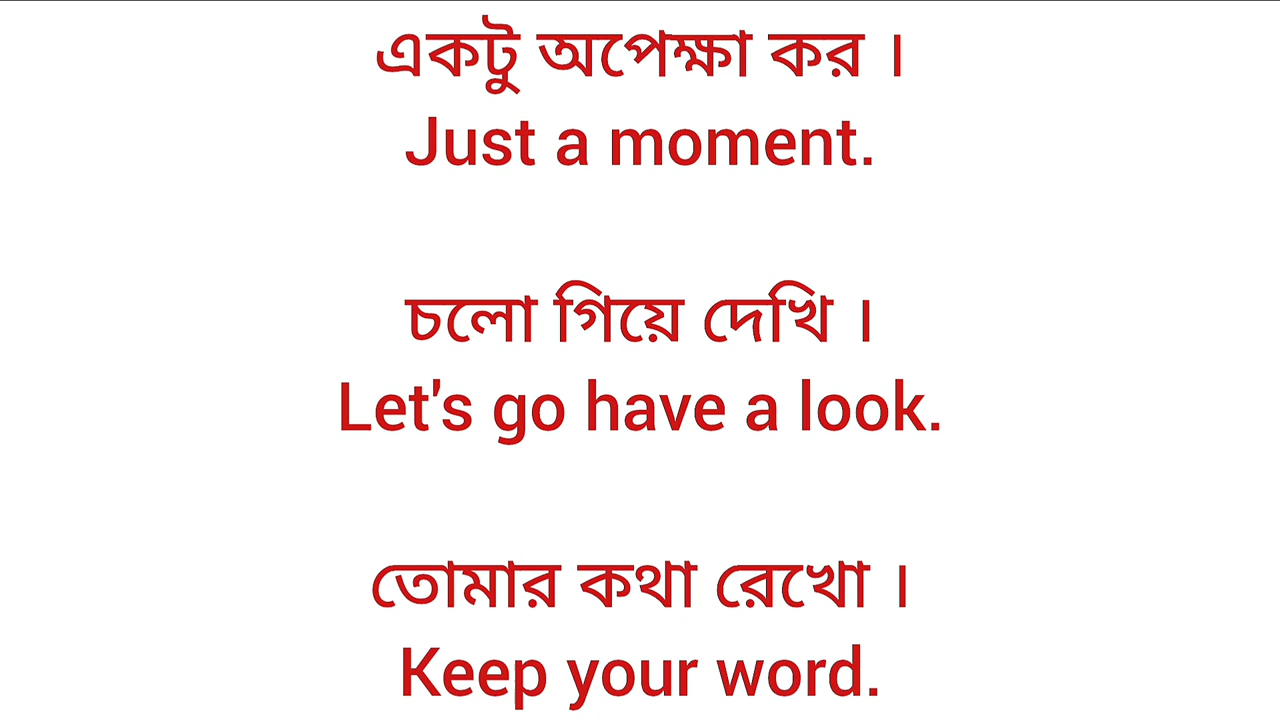 একটু অপেক্ষা কর ।
Just a moment.
চলো গিয়ে দেখি ।
Let's go have a look.
তোমার কথা রেখো ।
Keep your word.